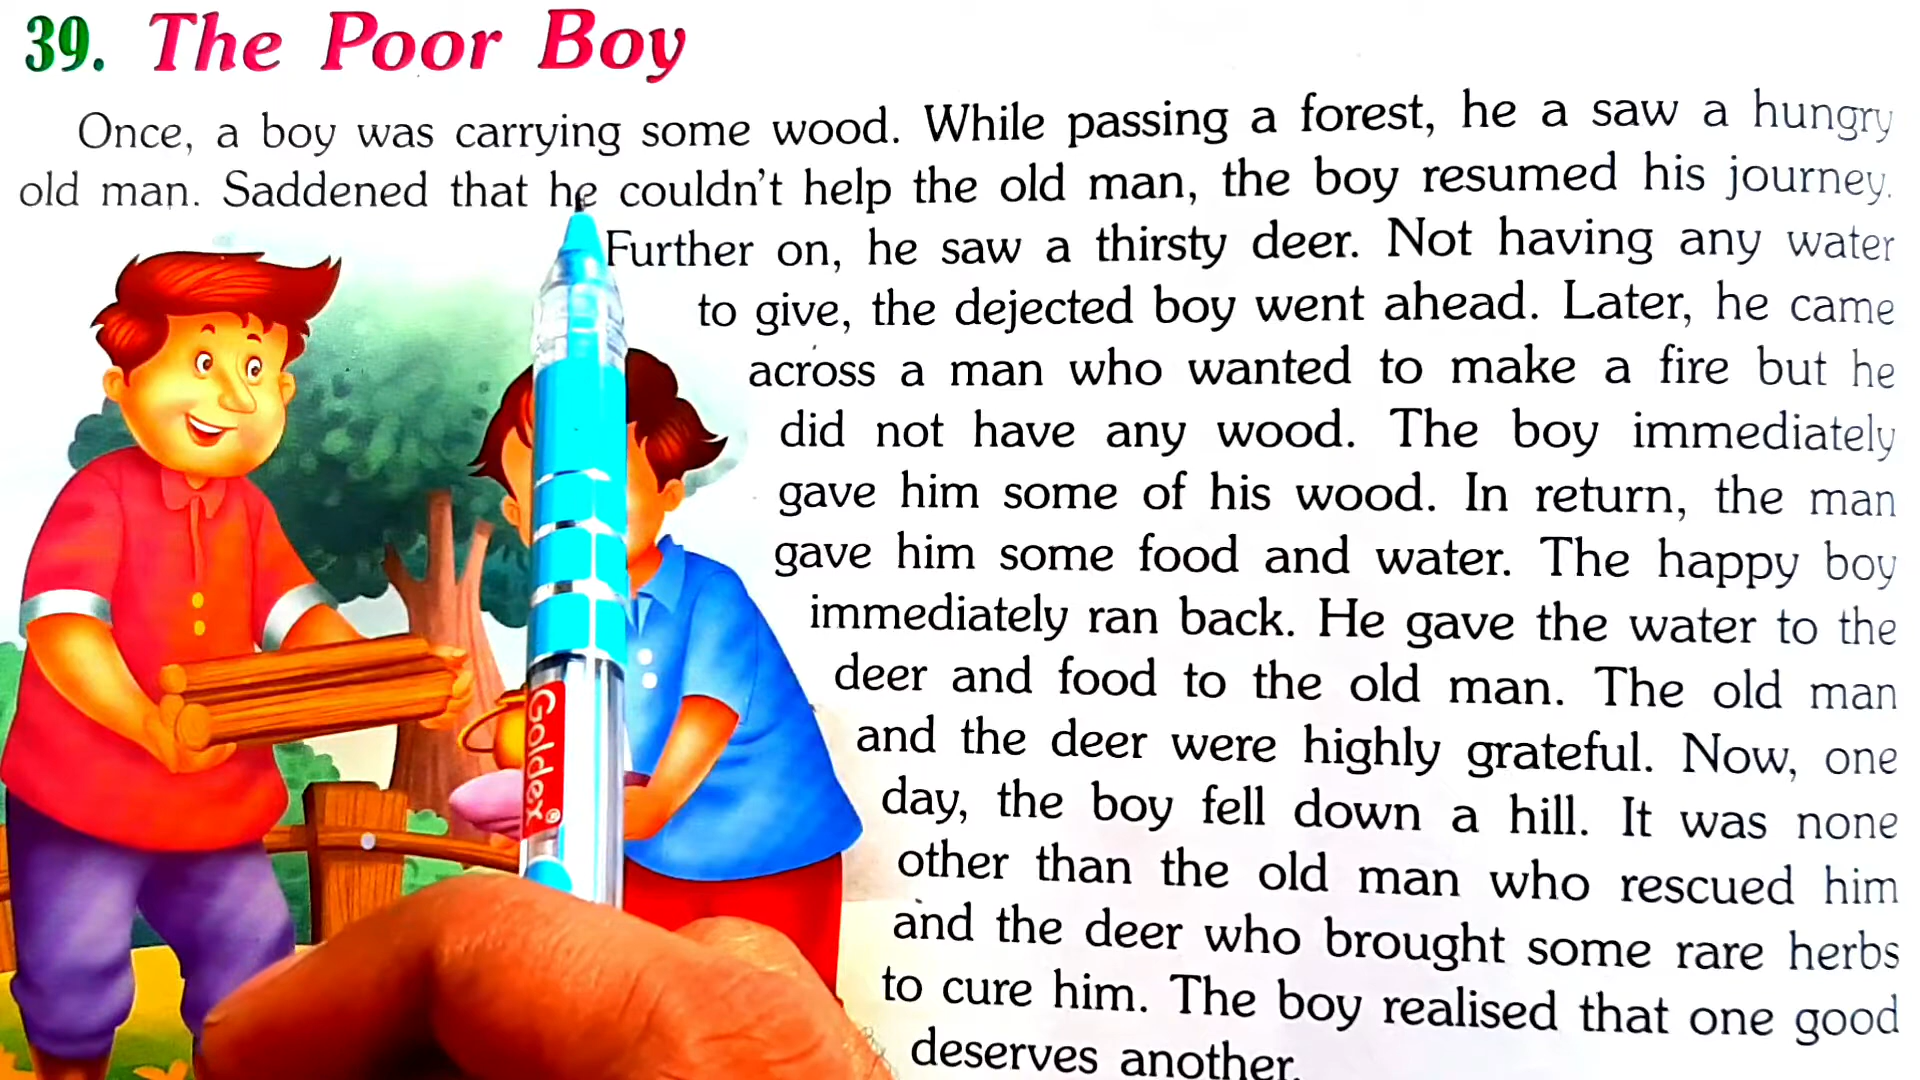 39. The Poor Boy
Once, a boy was carrying some wood. While passing a forest, he a saw a hungry
old man. Saddened that he couldn't help the old man, the boy resumed his journey.
Further on, he saw a thirsty deer. Not having any water
to give, the dejected boy went ahead. Later, he came
across a man who wanted to make a fire but he
did not have any wood. The boy immediately
gave him some of his wood. In return, the man
gave him some food and water. The happy boy
immediately ran back. He gave the water to the
deer and food to the old man. The old man
and the deer were highly grateful. Now, one
day, the boy fell down a hill. It was none
other than the old man who rescued him
and the deer who brought some rare herbs
to cure him. The boy realised that one good
deserves another.
Goldex®